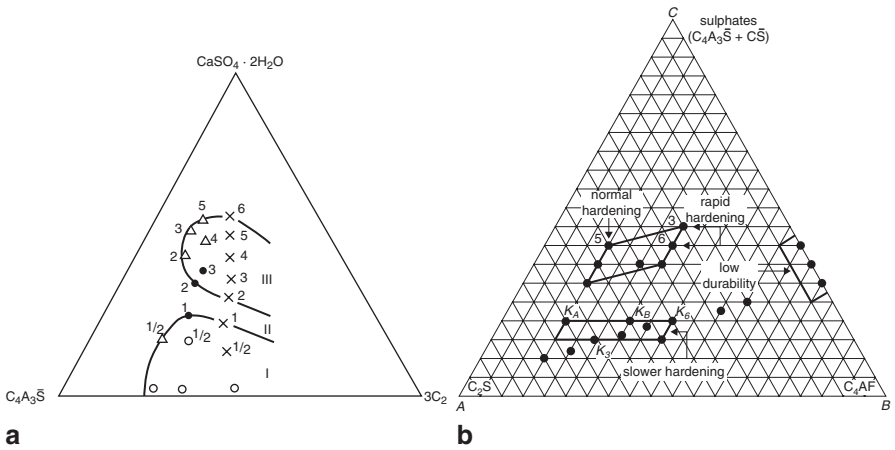 CaSO₄ · 2H₂O
5
6
3
4
5
2
4
3
3
III
2
2
1
1
II
1/2
1/2
1/2
I
C₄A₃S̅
3C₂
a
C
sulphates
(C₄A₃S̅ + CS̅)
normal
hardening
rapid
hardening
3
5
6
low
durability
K_A
K_B
K₆
K₃
slower hardening
C₂S
C₄AF
A
B
b